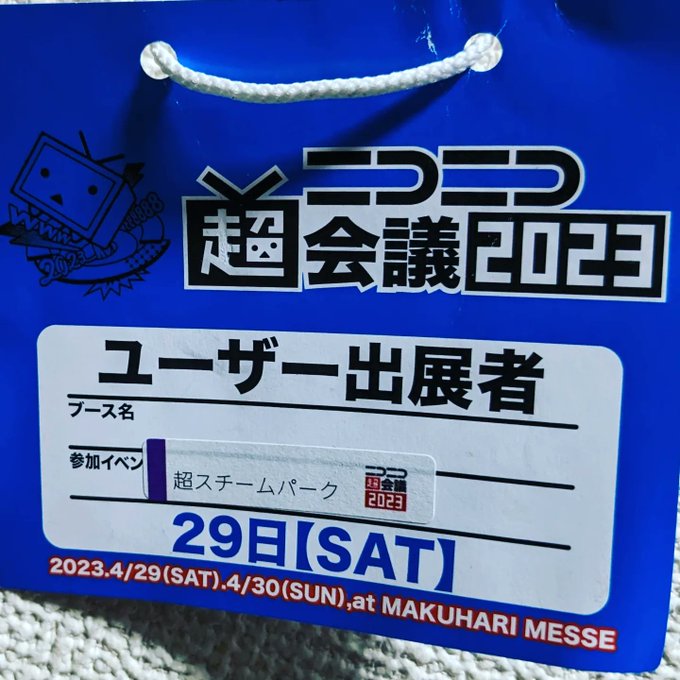 ニコニコ
超会議2023
2023
ユーザー出展者
ブース名
参加イベン
超スチームパーク
ニコニコ
超会議
2023
29日【SAT】
2023.4/29(SAT).4/30(SUN),at MAKUHARI MESSE